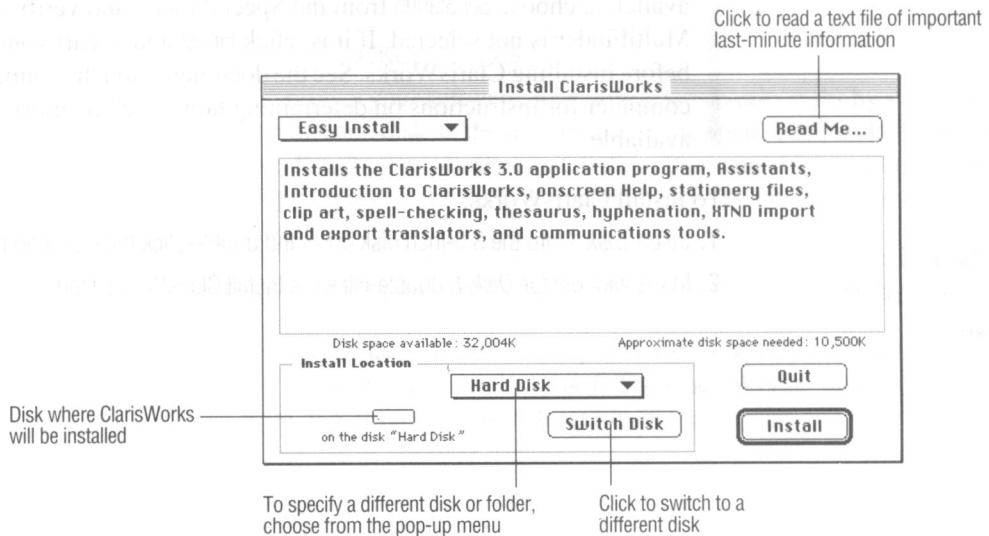 Click to read a text file of important
last-minute information
Install ClarisWorks
Easy Install
Read Me...
Installs the ClarisWorks 3.0 application program, Assistants,
Introduction to ClarisWorks, onscreen Help, stationery files,
clip art, spell-checking, thesaurus, hyphenation, XTND import
and export translators, and communications tools.
Disk space available: 32,004K
Approximate disk space needed: 10,500K
Install Location
Hard Disk
Quit
Disk where ClarisWorks
will be installed
on the disk "Hard Disk"
Switch Disk
Install
To specify a different disk or folder,
choose from the pop-up menu
Click to switch to a
different disk